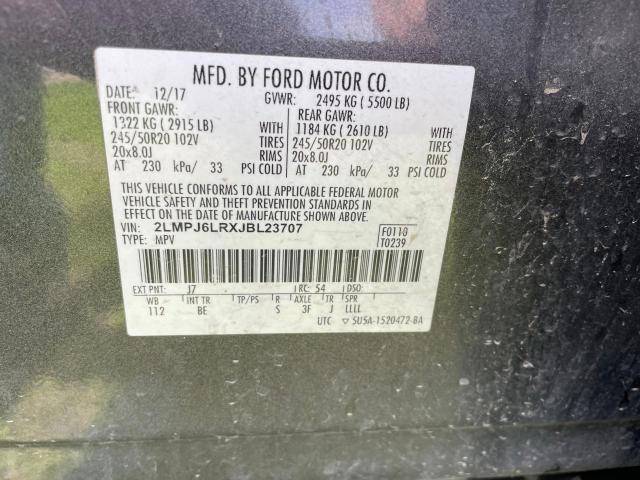 MFD. BY FORD MOTOR CO.
DATE: 12/17 GVWR: 2495 KG ( 5500 LB)
FRONT GAWR: REAR GAWR:
1322 KG ( 2915 LB) WITH 1184 KG ( 2610 LB) WITH
245/50R20 102V TIRES 245/50R20 102V TIRES
20x8.0J RIMS 20x8.0J RIMS
AT 230 kPa/ 33 PSI COLD AT 230 kPa/ 33 PSI COLD
THIS VEHICLE CONFORMS TO ALL APPLICABLE FEDERAL MOTOR
VEHICLE SAFETY AND THEFT PREVENTION STANDARDS IN
EFFECT ON THE DATE OF MANUFACTURE SHOWN ABOVE.
VIN: 2LMPJ6LRXJBL23707 F0110
TYPE: MPV T0239
EXT PNT: J7 RC: 54 DSO:
WB INT TR TP/PS R AXLE TR SPR
112 BE S 3F J LLLL
UTC ▽ 5U5A-1520472-BA